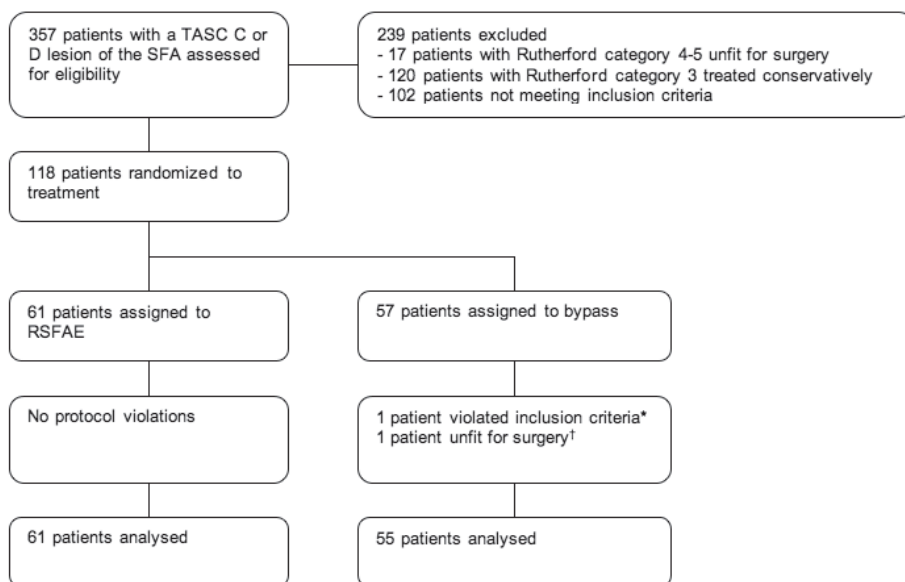 357 patients with a TASC C or
D lesion of the SFA assessed
for eligibility
239 patients excluded
- 17 patients with Rutherford category 4-5 unfit for surgery
- 120 patients with Rutherford category 3 treated conservatively
- 102 patients not meeting inclusion criteria
118 patients randomized to
treatment
61 patients assigned to
RSFAE
57 patients assigned to bypass
No protocol violations
1 patient violated inclusion criteria*
1 patient unfit for surgery†
61 patients analysed
55 patients analysed